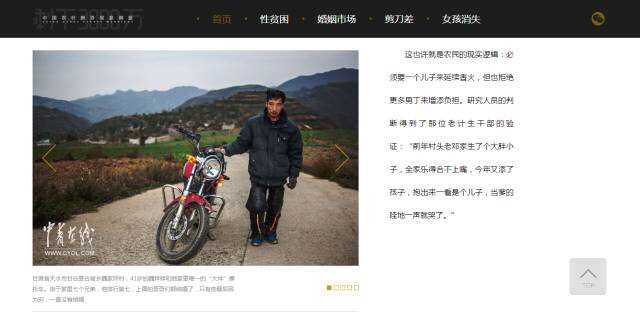 剩下3000万
中国农村婚恋报告调查
首页
性贫困
婚姻市场
剪刀差
女孩消失
这也许就是农民的现实逻辑：必
须要一个儿子来延续香火，但也拒绝
更多男丁来增添负担。研究人员的判
断得到了那位老计生干部的验
证：“前年村头老邓家生了个大胖小
子，全家乐得合不上嘴，今年又添了
孩子，抱出来一看是个儿子，当爹的
哇地一声就哭了。”
中青在线
WWW.CYOL.COM
甘肃省天水市甘谷县古坡乡魏家坪村，41岁的魏祥祥和他家里唯一的“大件”摩
托车。由于家里七个兄弟，他排行第七，上面的哥哥们都结婚了，只有他最后因
为穷，一直没有结婚
TOP